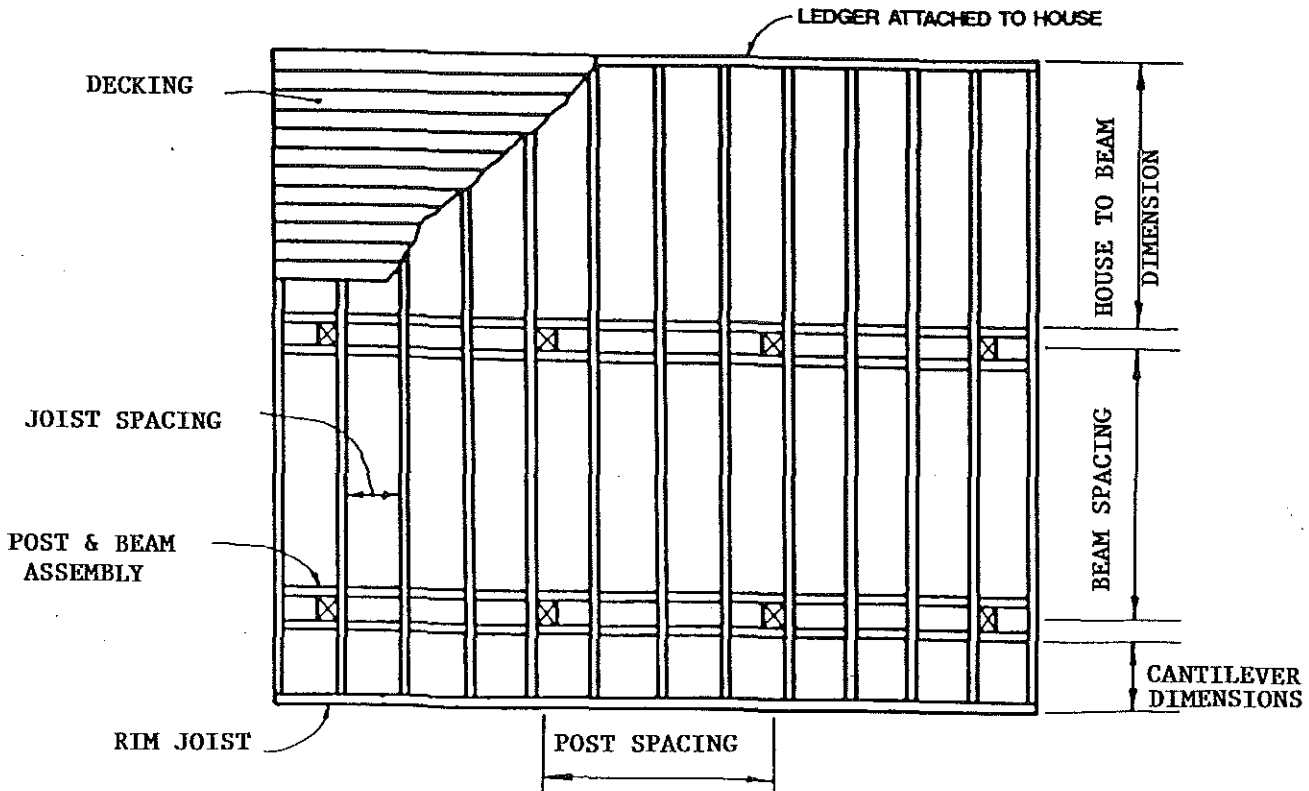 LEDGER ATTACHED TO HOUSE
DECKING
HOUSE TO BEAM
DIMENSION
JOIST SPACING
BEAM SPACING
POST & BEAM
ASSEMBLY
CANTILEVER
DIMENSIONS
RIM JOIST
POST SPACING